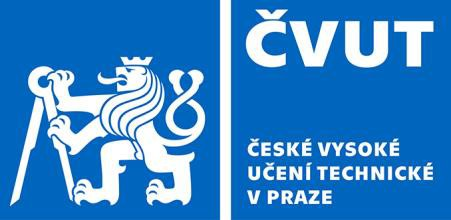 ČVUT
ČESKÉ VYSOKÉ
UČENÍ TECHNICKÉ
V PRAZE